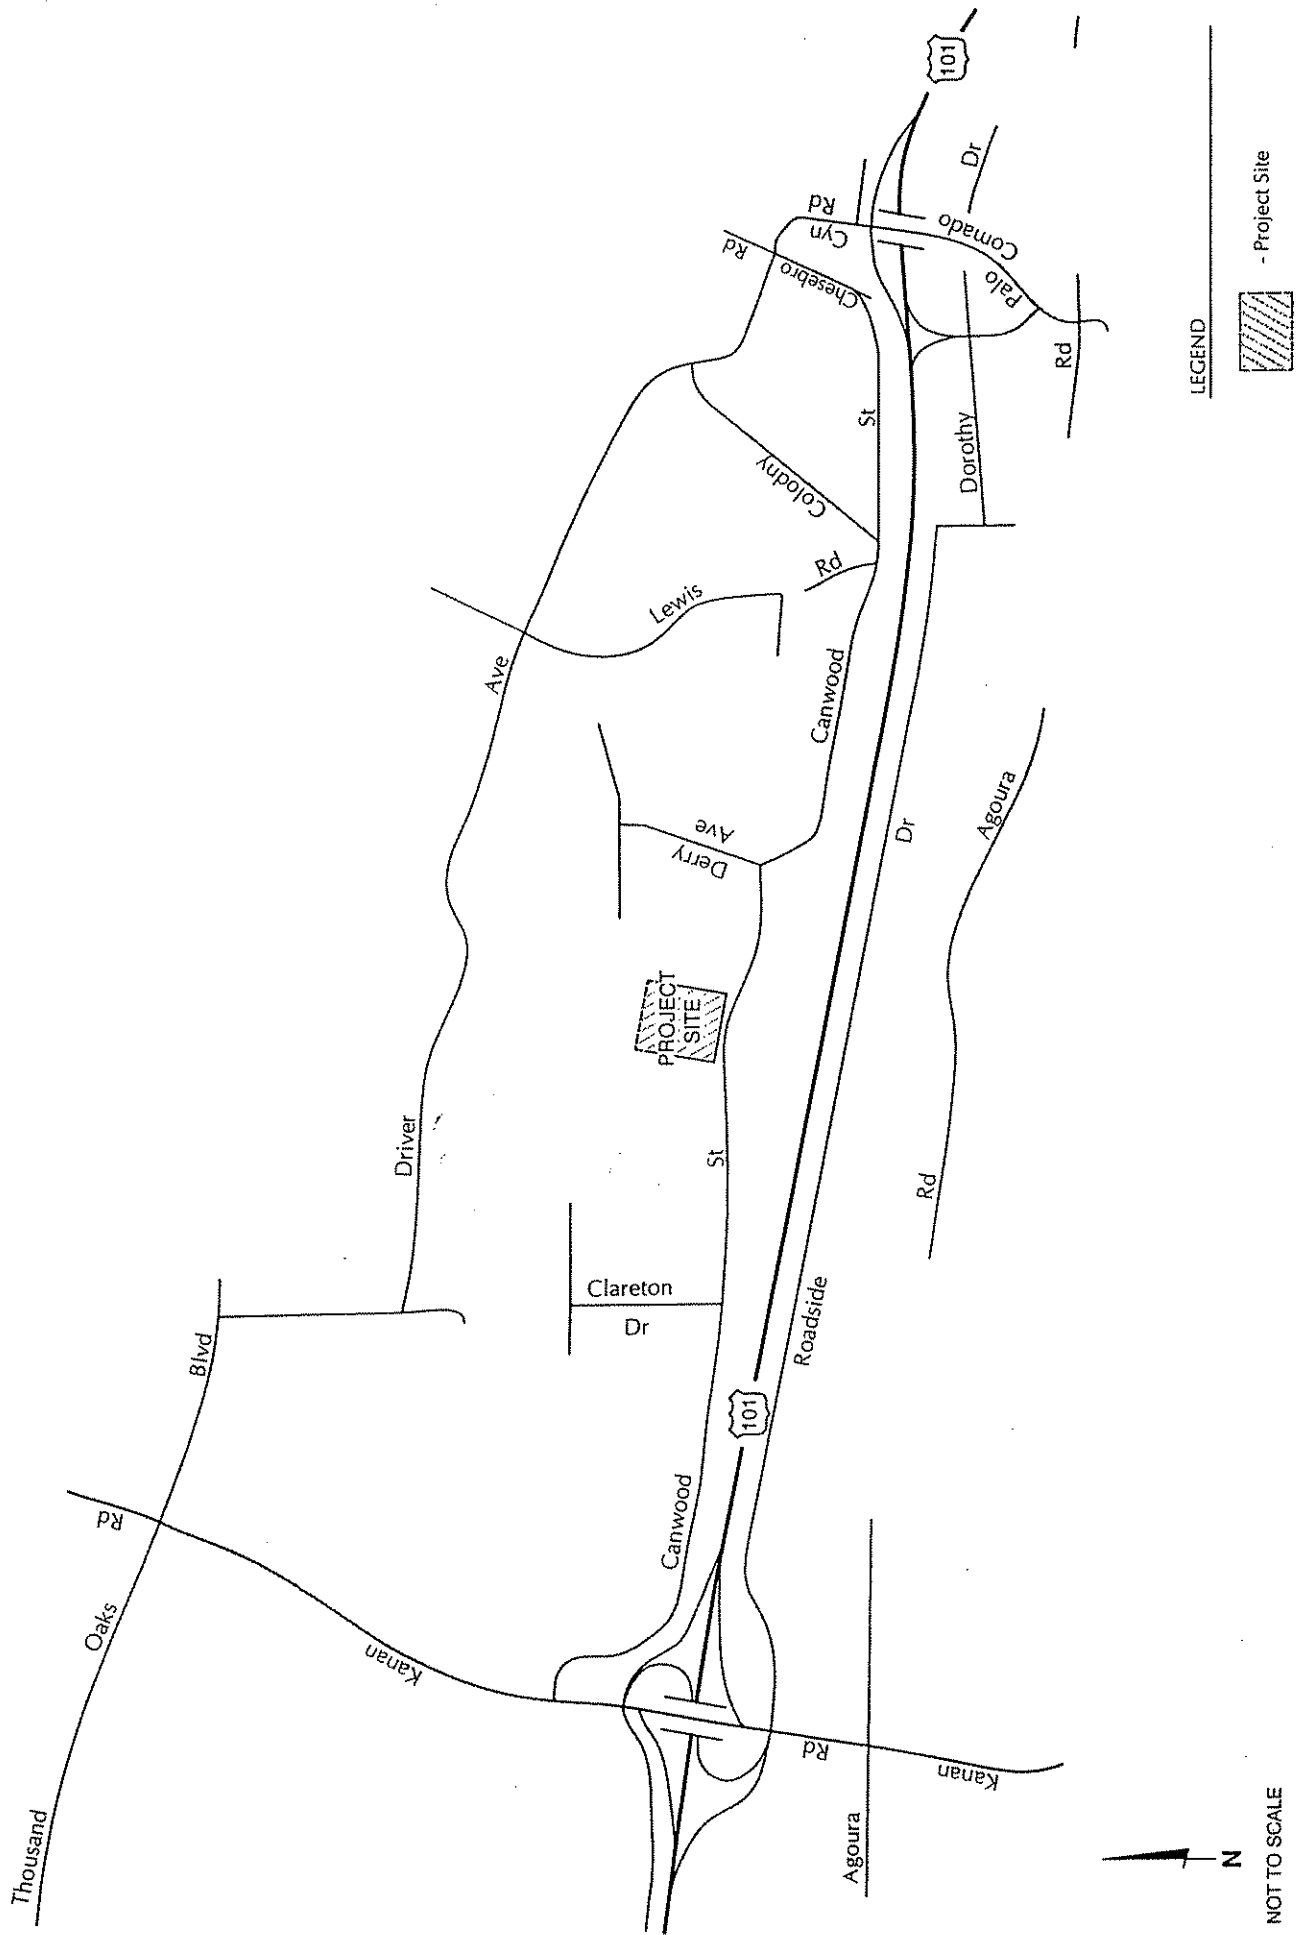 Thousand
Oaks
Blvd
Rd
Kanan
Driver
Ave
Clareton
Dr
Canwood
St
PROJECT
SITE
Derry
Ave
Lewis
Rd
Colodny
Canwood
St
Chesebro
Rd
Cyn
Rd
Palo
Comado
Dorothy
Dr
Rd
101
101
Roadside
Dr
Agoura
Rd
Agoura
Kanan
Rd
N
NOT TO SCALE
LEGEND
- Project Site